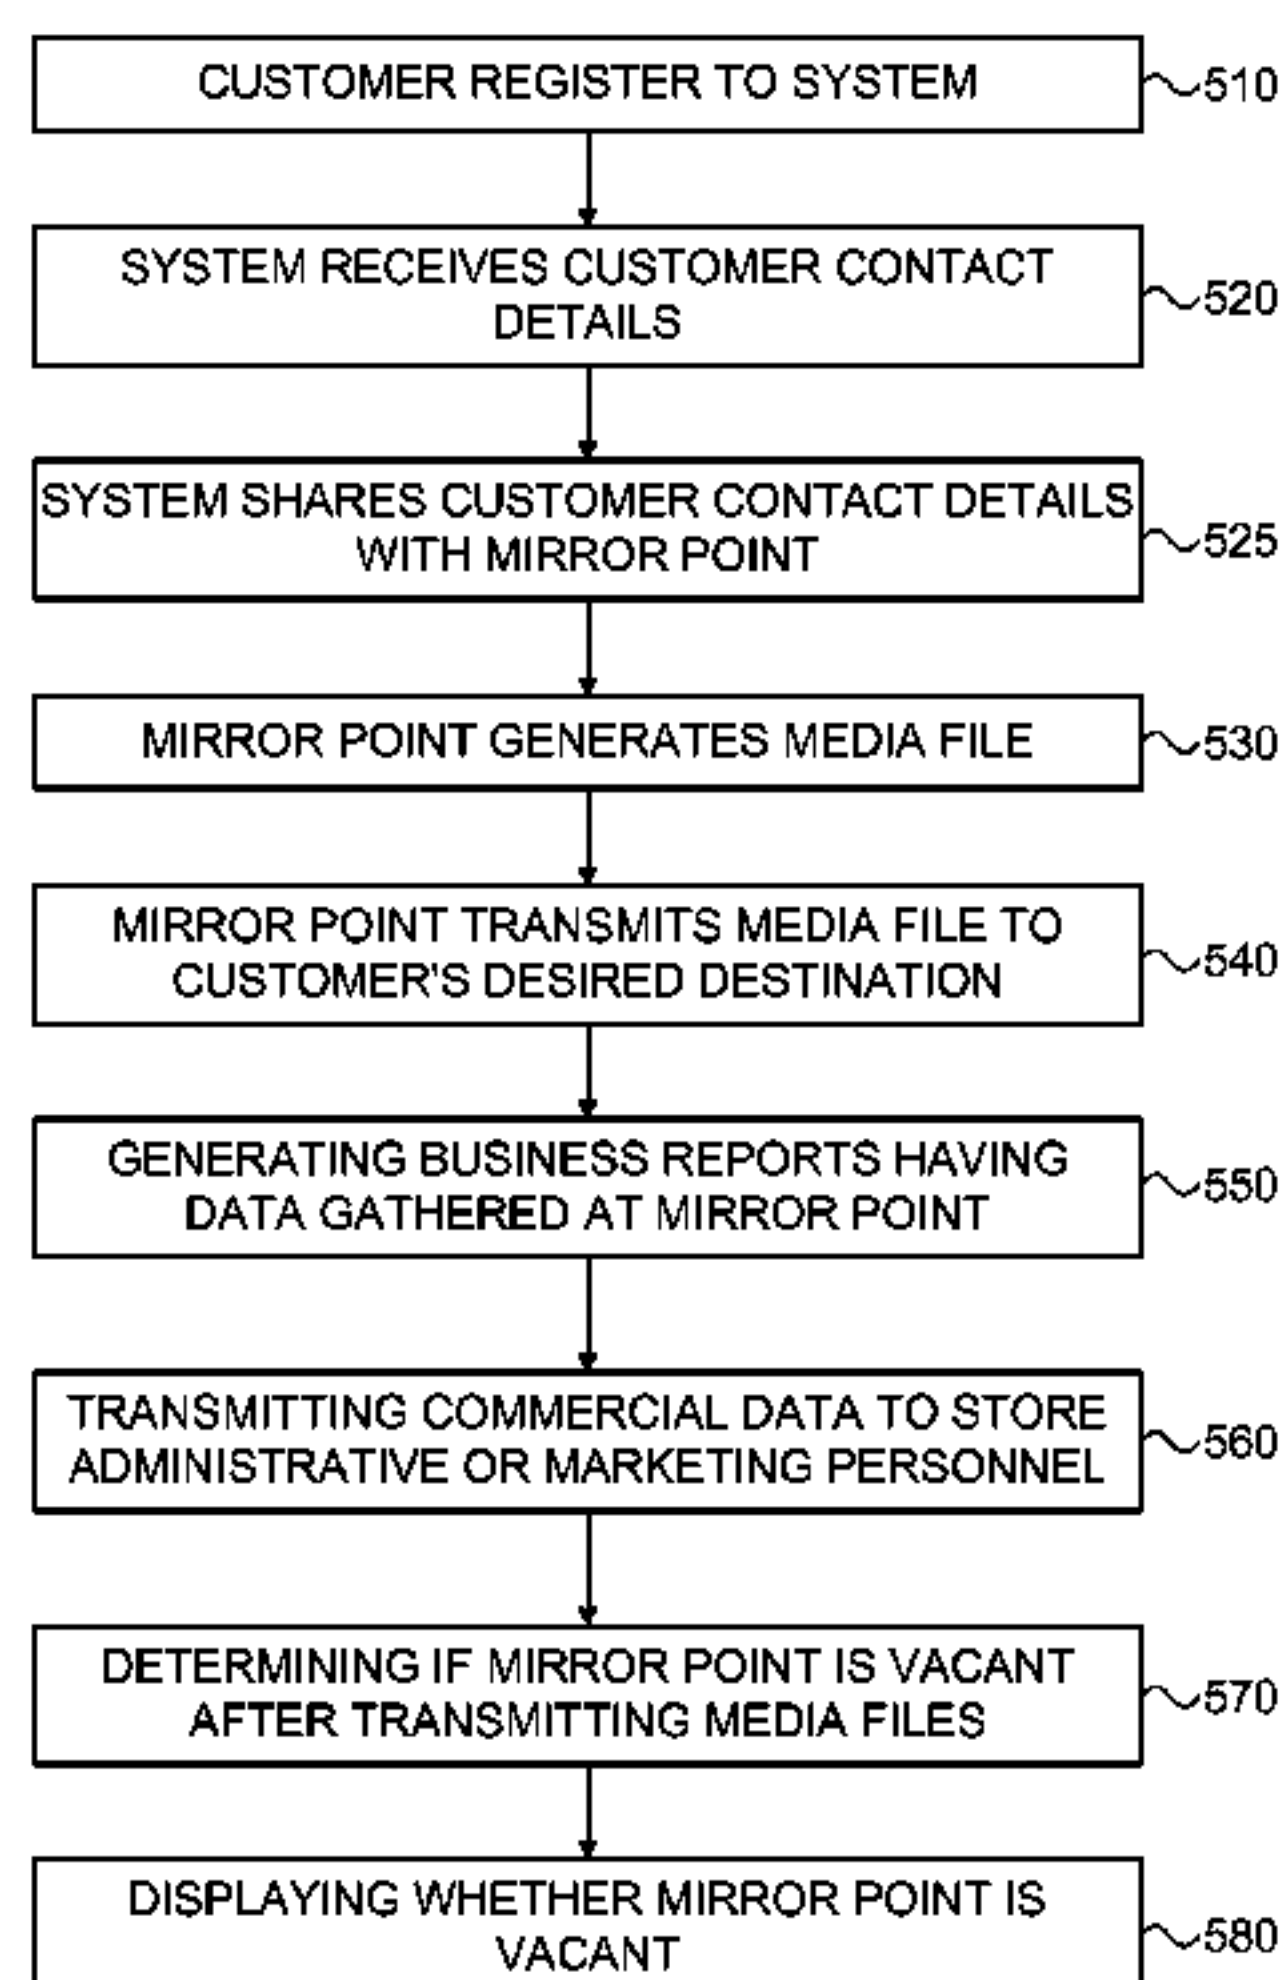 CUSTOMER REGISTER TO SYSTEM
510
SYSTEM RECEIVES CUSTOMER CONTACT
DETAILS
520
SYSTEM SHARES CUSTOMER CONTACT DETAILS
WITH MIRROR POINT
525
MIRROR POINT GENERATES MEDIA FILE
530
MIRROR POINT TRANSMITS MEDIA FILE TO
CUSTOMER'S DESIRED DESTINATION
540
GENERATING BUSINESS REPORTS HAVING
DATA GATHERED AT MIRROR POINT
550
TRANSMITTING COMMERCIAL DATA TO STORE
ADMINISTRATIVE OR MARKETING PERSONNEL
560
DETERMINING IF MIRROR POINT IS VACANT
AFTER TRANSMITTING MEDIA FILES
570
DISPLAYING WHETHER MIRROR POINT IS
VACANT
580